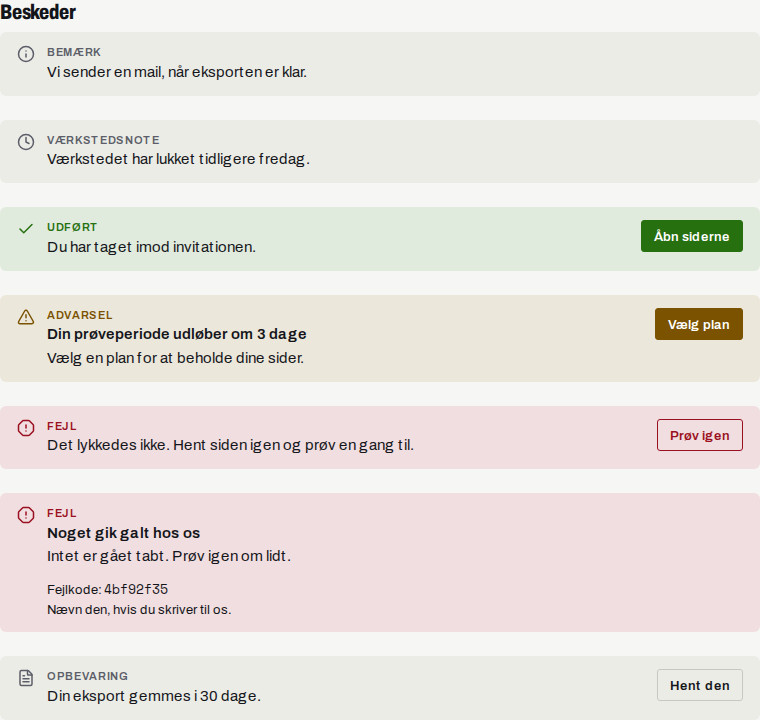 Beskeder
BEMÆRK
Vi sender en mail, når eksporten er klar.
VÆRKSTEDSNOTE
Værkstedet har lukket tidligere fredag.
UDFØRT
Du har taget imod invitationen.
Åbn siderne
ADVARSEL
Din prøveperiode udløber om 3 dage
Vælg en plan for at beholde dine sider.
Vælg plan
FEJL
Det lykkedes ikke. Hent siden igen og prøv en gang til.
Prøv igen
FEJL
Noget gik galt hos os
Intet er gået tabt. Prøv igen om lidt.
Fejlkode: 4bf92f35
Nævn den, hvis du skriver til os.
OPBEVARING
Din eksport gemmes i 30 dage.
Hent den